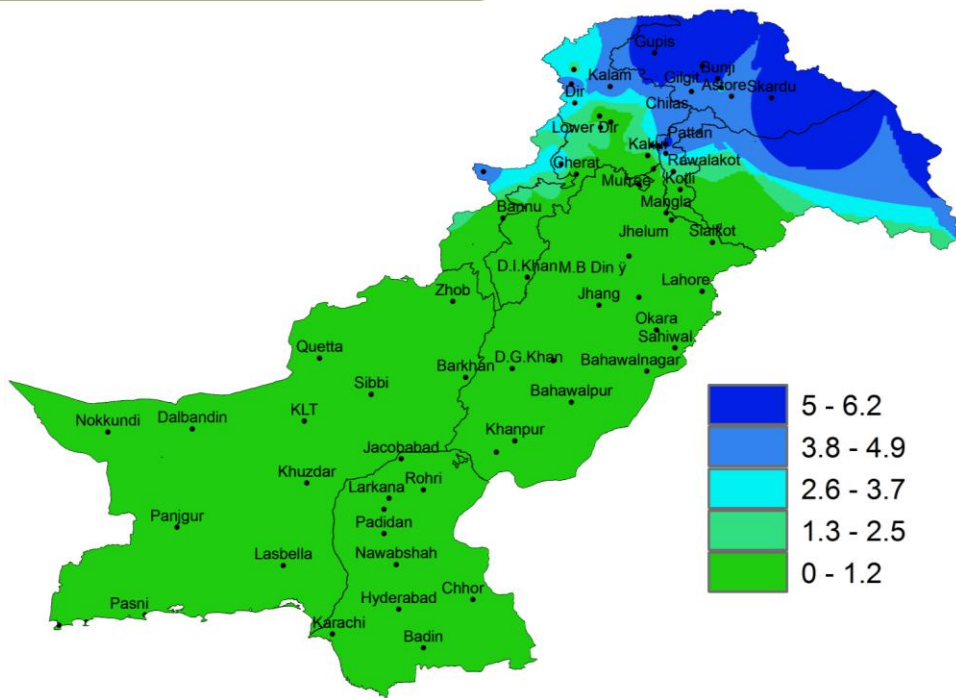 Gupis
Bunji
Kalam
Gilgit
Astore
Skardu
Dir
Chilas
Lower Dir
Pattan
Kakul
Cherat
Rawalakot
Murree
Kotli
Bannu
Mangla
Jhelum
Sialkot
D.I.Khan
M.B Din ÿ
Zhob
Jhang
Lahore
Okara
Quetta
Sahiwal
Barkhan
D.G.Khan
Bahawalnagar
Sibbi
Bahawalpur
Nokkundi
Dalbandin
KLT
Khanpur
Jacobabad
Khuzdar
Rohri
Larkana
Panjgur
Padidan
Lasbella
Nawabshah
Chhor
Pasni
Hyderabad
Karachi
Badin
5 - 6.2
3.8 - 4.9
2.6 - 3.7
1.3 - 2.5
0 - 1.2